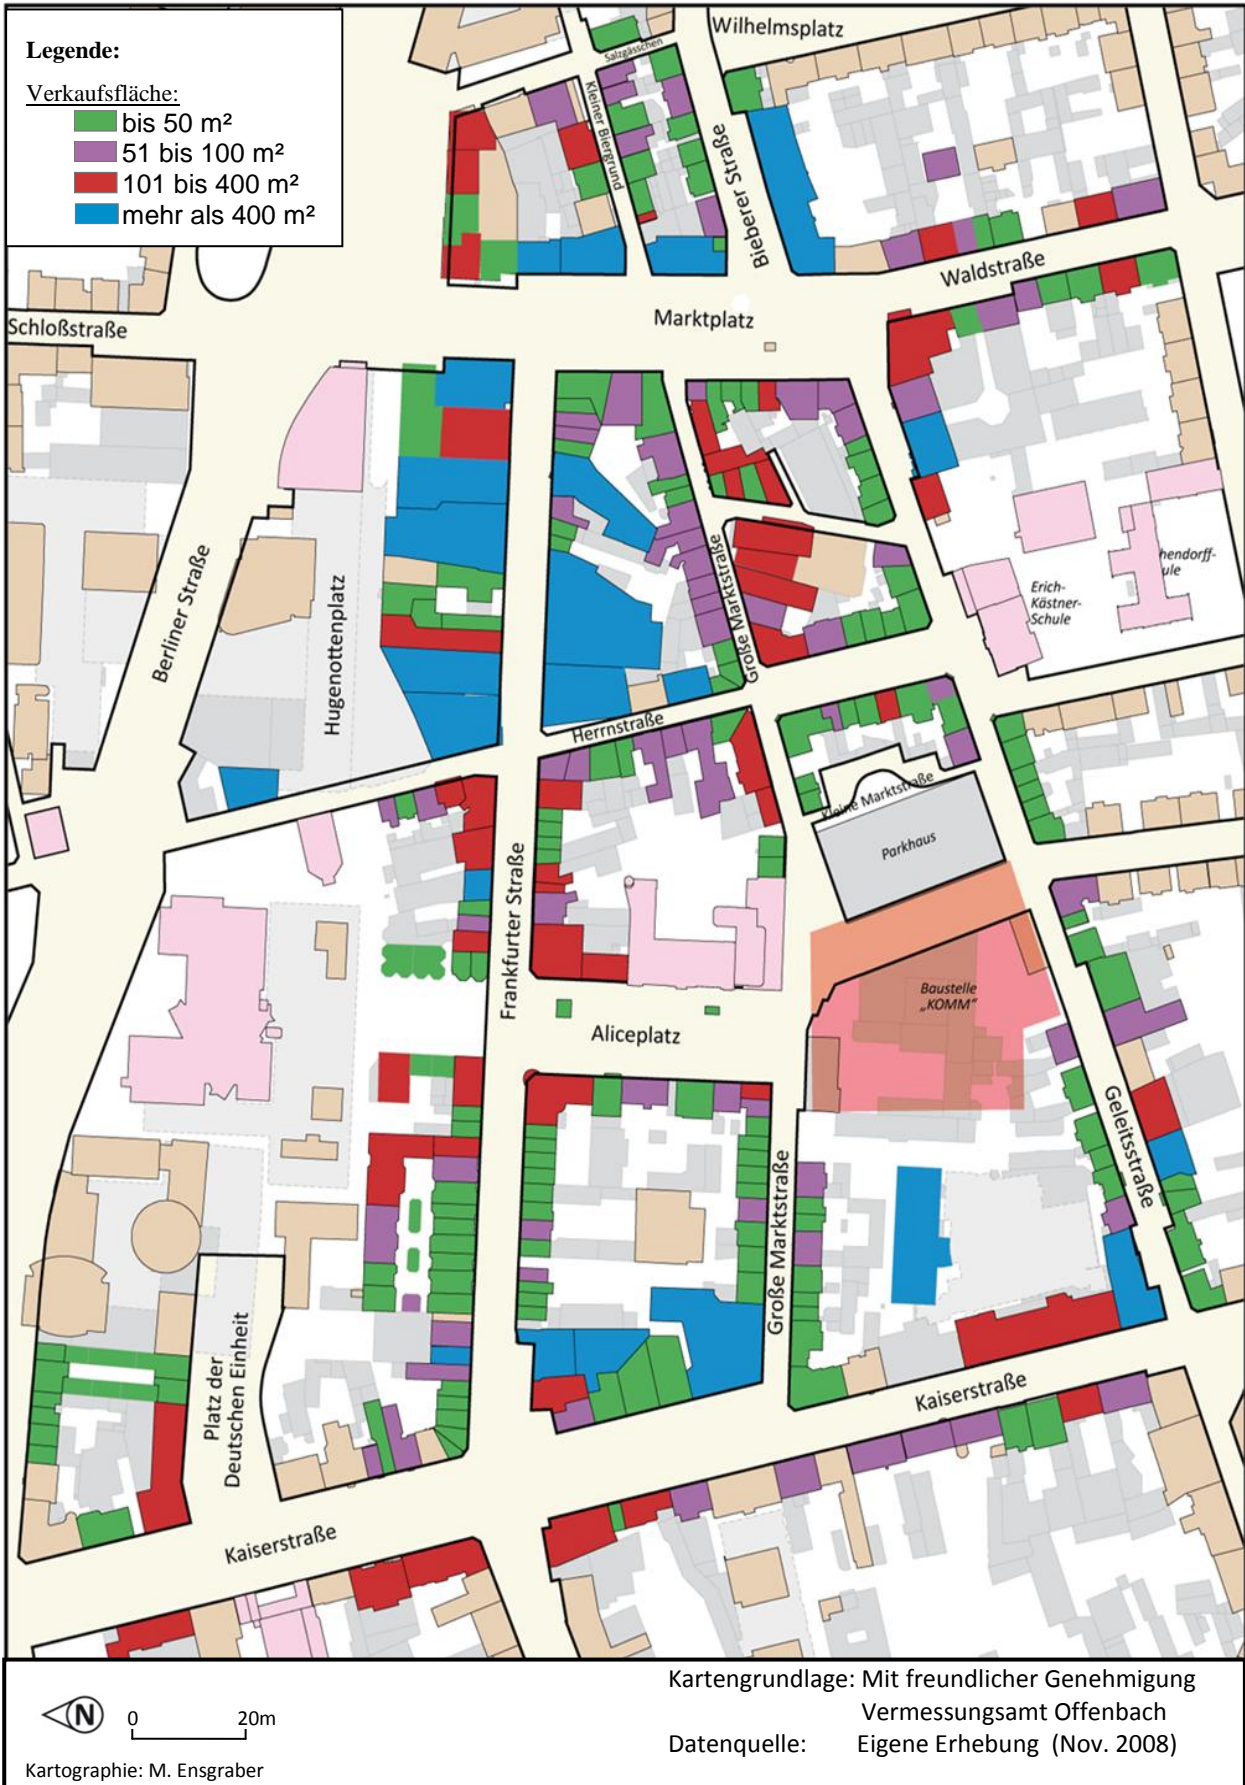 Legende:
Verkaufsfläche:
bis 50 m²
51 bis 100 m²
101 bis 400 m²
mehr als 400 m²
Wilhelmsplatz
Salzgässchen
Kleiner Biergrund
Bieberer Straße
Waldstraße
Marktplatz
Schloßstraße
Berliner Straße
Hugenottenplatz
Große Marktstraße
hendorff-
ule
Erich-
Kästner-
Schule
Herrnstraße
Kleine Marktstraße
Parkhaus
Frankfurter Straße
Baustelle
„KOMM“
Aliceplatz
Geleitsstraße
Große Marktstraße
Platz der
Deutschen Einheit
Kaiserstraße
Kaiserstraße
N
0 20m
Kartographie: M. Ensgraber
Kartengrundlage: Mit freundlicher Genehmigung
Vermessungsamt Offenbach
Datenquelle: Eigene Erhebung (Nov. 2008)